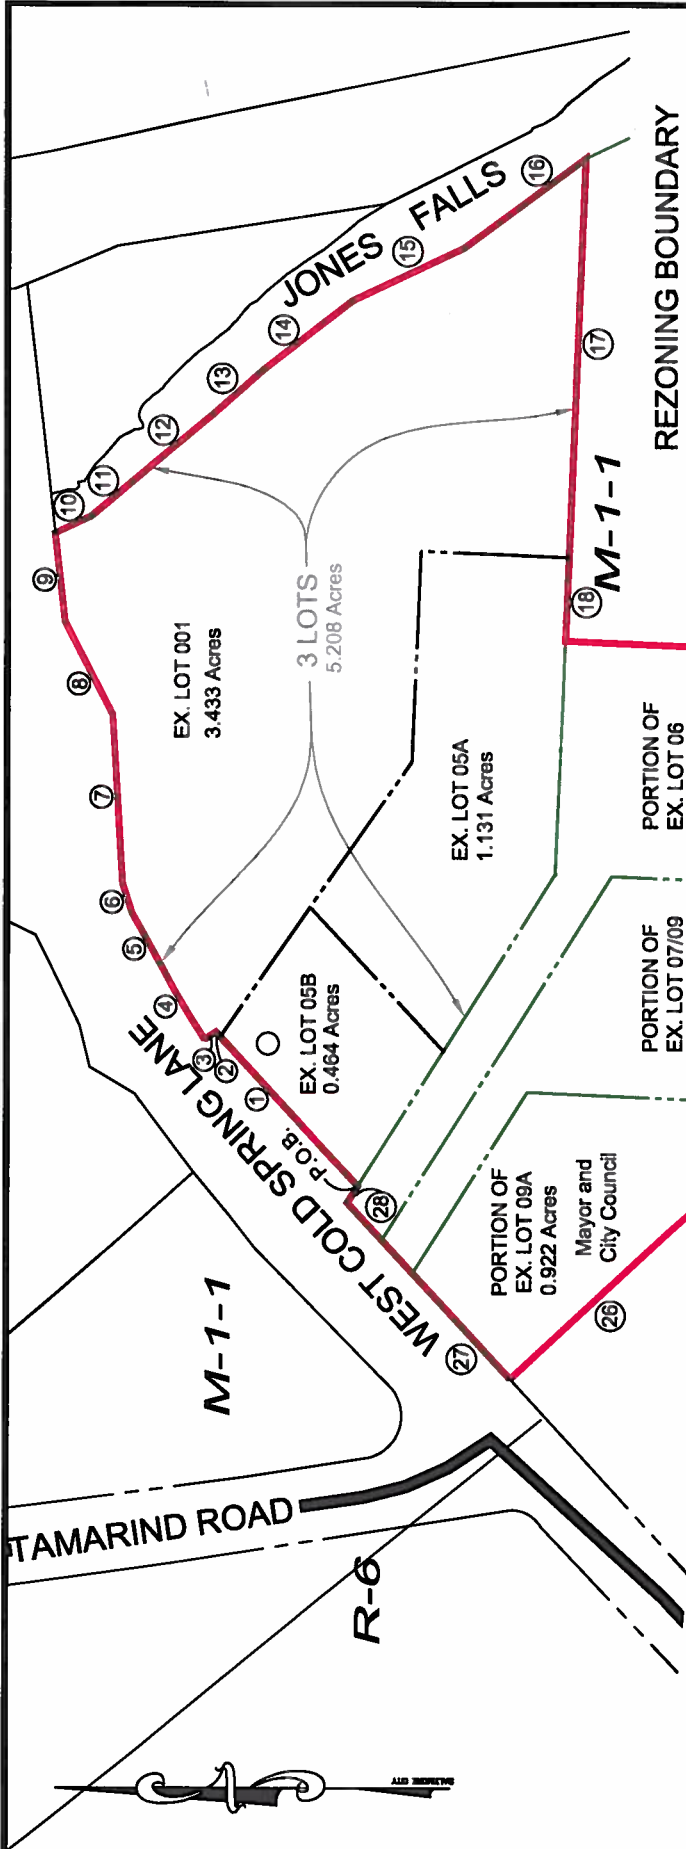 TAMARIND ROAD
R-6
M-1-1
WEST COLD SPRING LANE
P.O.B.
1
2
3
4
5
6
7
8
9
10
11
12
13
14
15
16
17
18
26
27
28
JONES FALLS
EX. LOT 001
3.433 Acres
3 LOTS
5.208 Acres
EX. LOT 05B
0.464 Acres
EX. LOT 05A
1.131 Acres
M-1-1
REZONING BOUNDARY
PORTION OF
EX. LOT 09A
0.922 Acres
Mayor and
City Council
PORTION OF
EX. LOT 07/09
PORTION OF
EX. LOT 06
BALTIMORE CITY